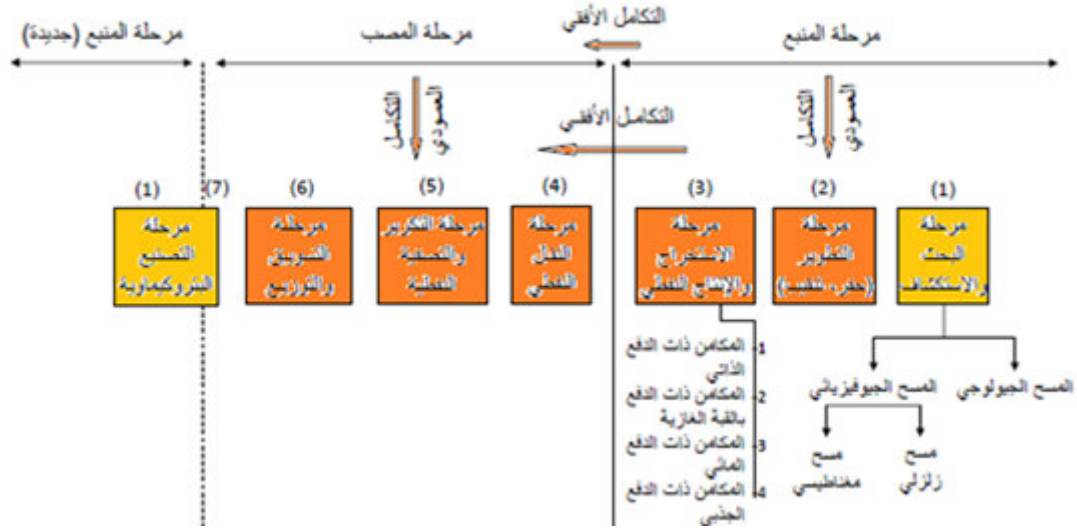 التكامل الأفقي
مرحلة المنبع
مرحلة المصب
مرحلة المنبع (جديدة)
التكامل العمودي
التكامل العمودي
التكامل الأفقي
(1)
(2)
(3)
(4)
(5)
(6)
(7)
(1)
مرحلة
البحث
والاستكشاف
مرحلة
التطوير
(حفر، تنقيب)
مرحلة
الاستخراج
والإنتاج النفطي
مرحلة
النقل
النفطي
مرحلة التكرير
والتصفية
النفطية
مرحلة
التسويق
والتوزيع
مرحلة
التصنيع
البتروكيماوية
1 المكامن ذات الدفع
الذاتي
2 المكامن ذات الدفع
بالقبة الغازية
3 المكامن ذات الدفع
المائي
4 المكامن ذات الدفع
الجذبي
المسح الجيولوجي
المسح الجيوفيزيائي
مسح
زلزلي
مسح
مغناطيسي